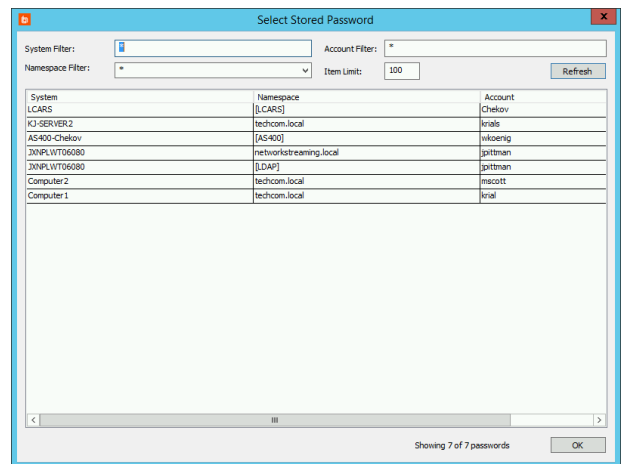 b Select Stored Password x
System Filter: * Account Filter: *
Namespace Filter: * Item Limit: 100 Refresh
System Namespace Account
LCARS [LCARS] Chekov
KJ-SERVER2 techcom.local krials
AS400-Chekov [AS400] wkoenig
JXNPLWT06080 networkstreaming.local jpittman
JXNPLWT06080 [LDAP] jpittman
Computer2 techcom.local mscott
Computer1 techcom.local krial
Showing 7 of 7 passwords OK